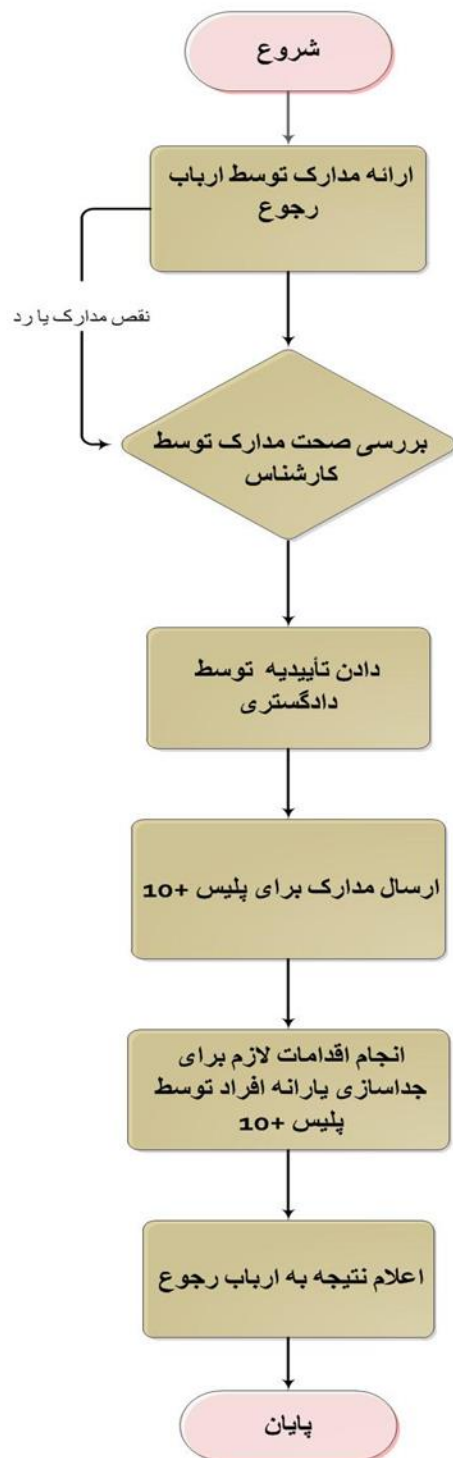 شروع
ارائه مدارک توسط ارباب
رجوع
نقص مدارک یا رد
بررسی صحت مدارک توسط
کارشناس
دادن تأییدیه توسط
دادگستری
ارسال مدارک برای پلیس +10
انجام اقدامات لازم برای
جداسازی یارانه افراد توسط
پلیس +10
اعلام نتیجه به ارباب رجوع
پایان